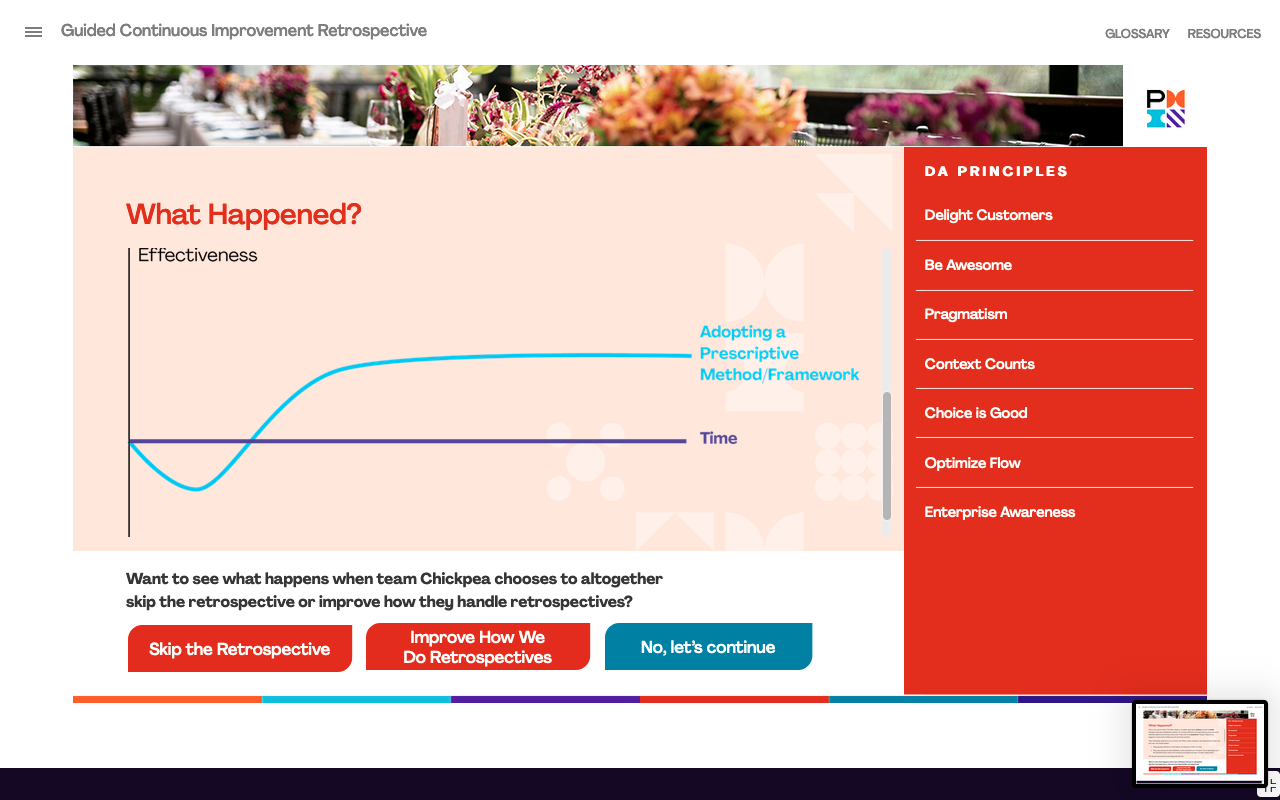 Guided Continuous Improvement Retrospective
GLOSSARY
RESOURCES
What Happened?
Effectiveness
Adopting a
Prescriptive
Method/Framework
Time
DA PRINCIPLES
Delight Customers
Be Awesome
Pragmatism
Context Counts
Choice is Good
Optimize Flow
Enterprise Awareness
Want to see what happens when team Chickpea chooses to altogether
skip the retrospective or improve how they handle retrospectives?
Skip the Retrospective
Improve How We
Do Retrospectives
No, let's continue